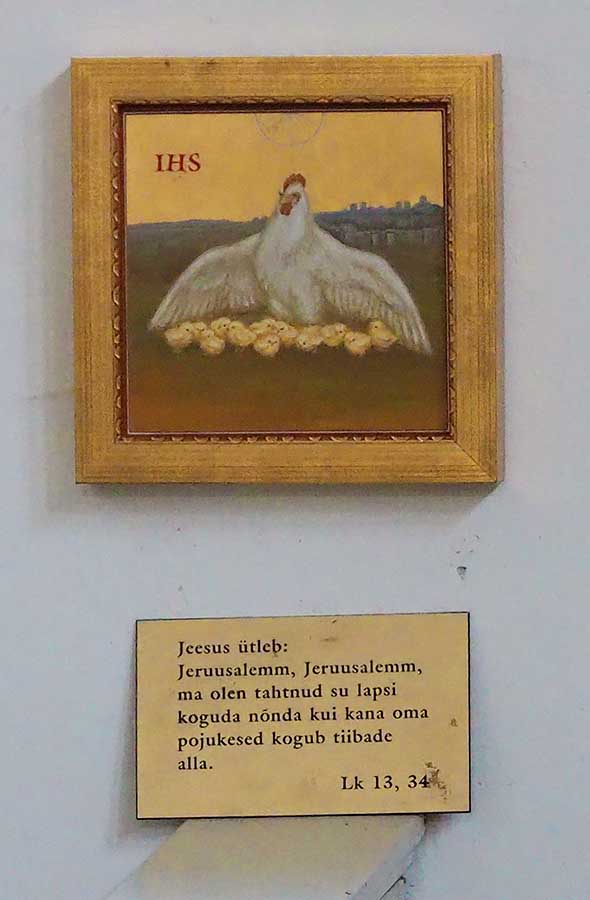 IHS
Jeesus ütleb:
Jeruusalemm, Jeruusalemm,
ma olen tahtnud su lapsi
koguda nõnda kui kana oma
pojukesed kogub tiibade
alla.
Lk 13, 34